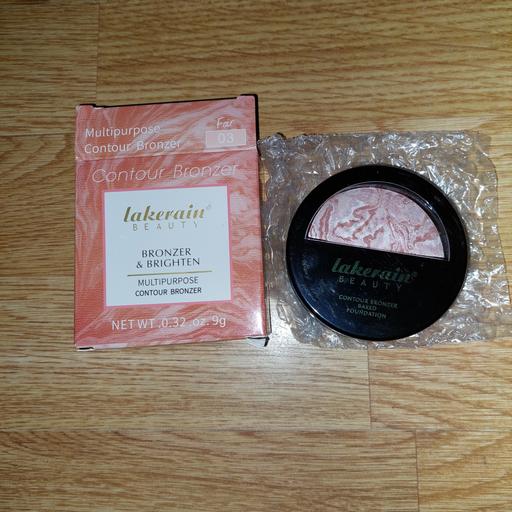 Multipurpose
Contour Bronzer
For
03
Contour Bronzer
lakerain®
BEAUTY
BRONZER
& BRIGHTEN
MULTIPURPOSE
CONTOUR BRONZER
NET WT .0.32 .oz. 9g
lakerain®
BEAUTY
CONTOUR BRONZER
BAKED
FOUNDATION